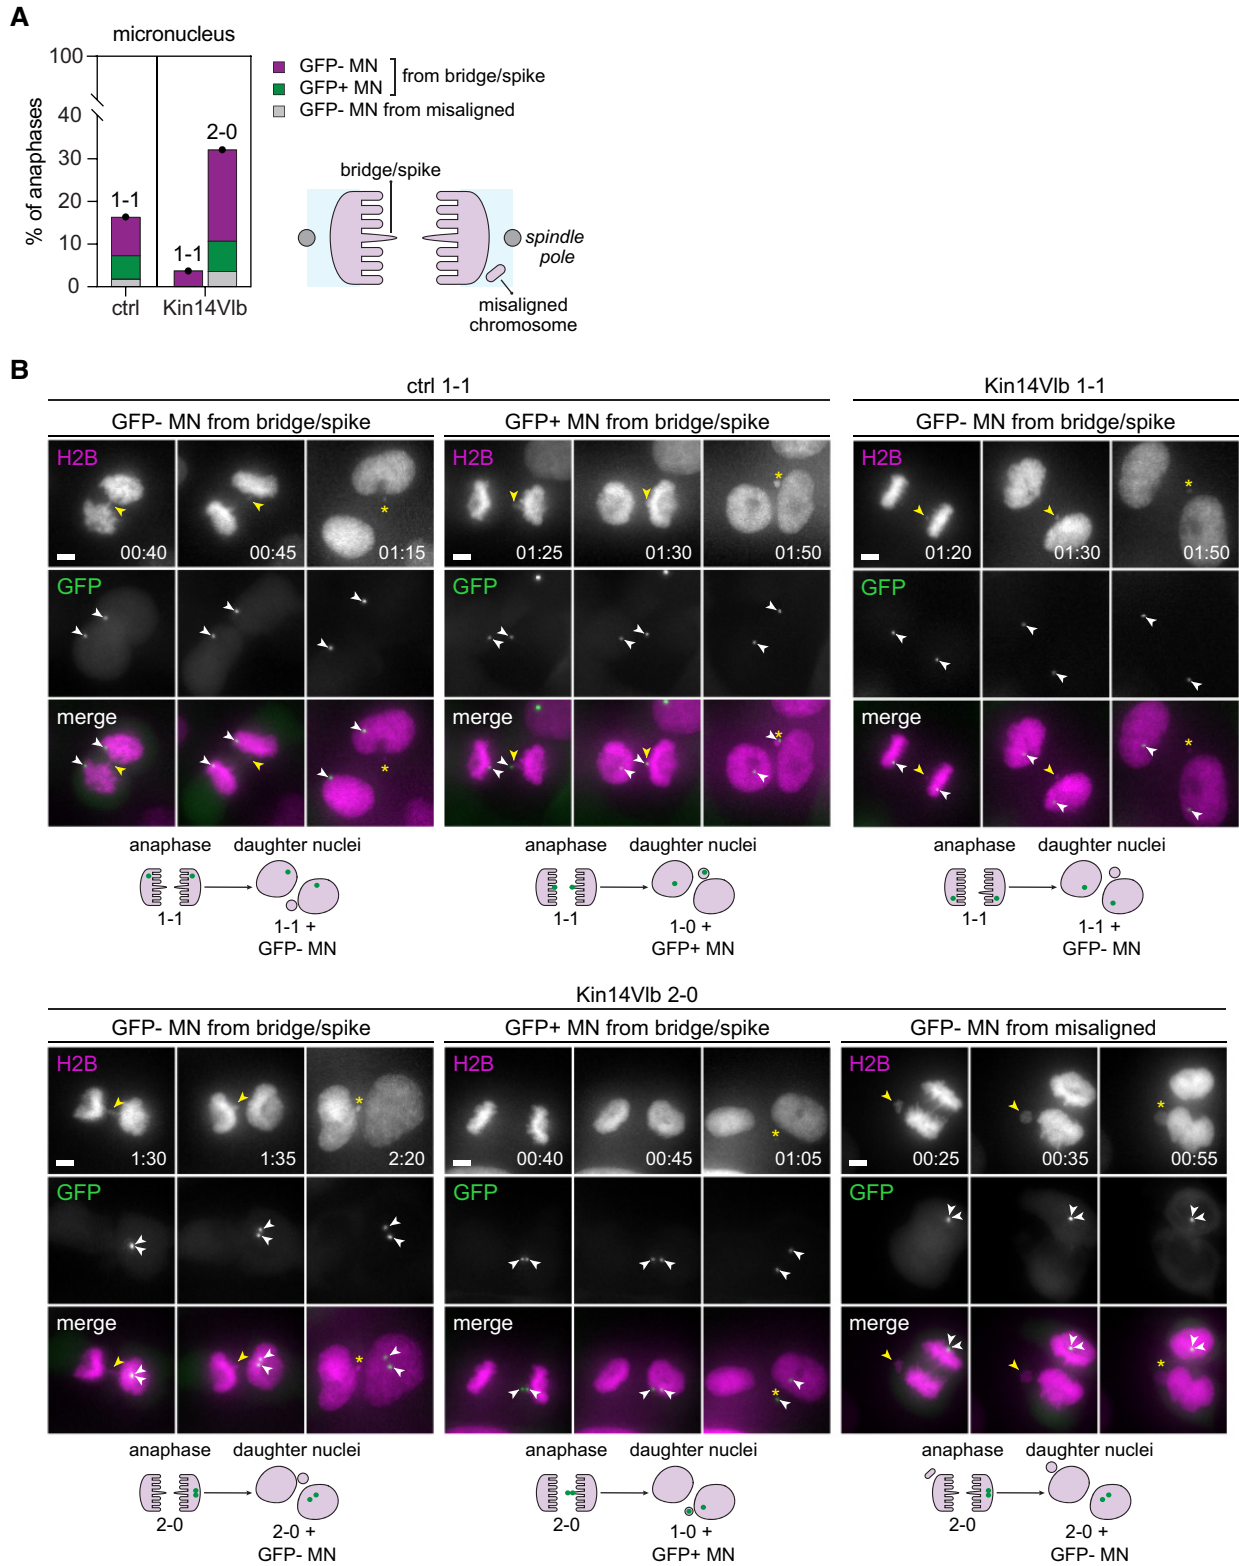 A
micronucleus
% of anaphases
100
40
30
20
10
0
1-1
1-1
2-0
ctrl
Kin14VIb
GFP- MN
GFP+ MN
from bridge/spike
GFP- MN from misaligned
bridge/spike
spindle
pole
misaligned
chromosome
B
ctrl 1-1
Kin14VIb 1-1
GFP- MN from bridge/spike
GFP+ MN from bridge/spike
GFP- MN from bridge/spike
H2B
00:40
00:45
*
01:15
H2B
01:25
01:30
*
01:50
H2B
01:20
01:30
*
01:50
GFP
GFP
merge
*
merge
*
*
merge
anaphase daughter nuclei
1-1
1-1 +
GFP- MN
anaphase daughter nuclei
1-1
1-0 +
GFP+ MN
anaphase daughter nuclei
1-1
1-1 +
GFP- MN
Kin14VIb 2-0
GFP- MN from bridge/spike
GFP+ MN from bridge/spike
GFP- MN from misaligned
H2B
1:30
1:35
*
2:20
H2B
00:40
00:45
*
01:05
H2B
00:25
00:35
*
00:55
GFP
GFP
GFP
merge
*
merge
*
merge
*
anaphase daughter nuclei
2-0
2-0 +
GFP- MN
anaphase daughter nuclei
2-0
1-0 +
GFP+ MN
anaphase daughter nuclei
2-0
2-0 +
GFP- MN